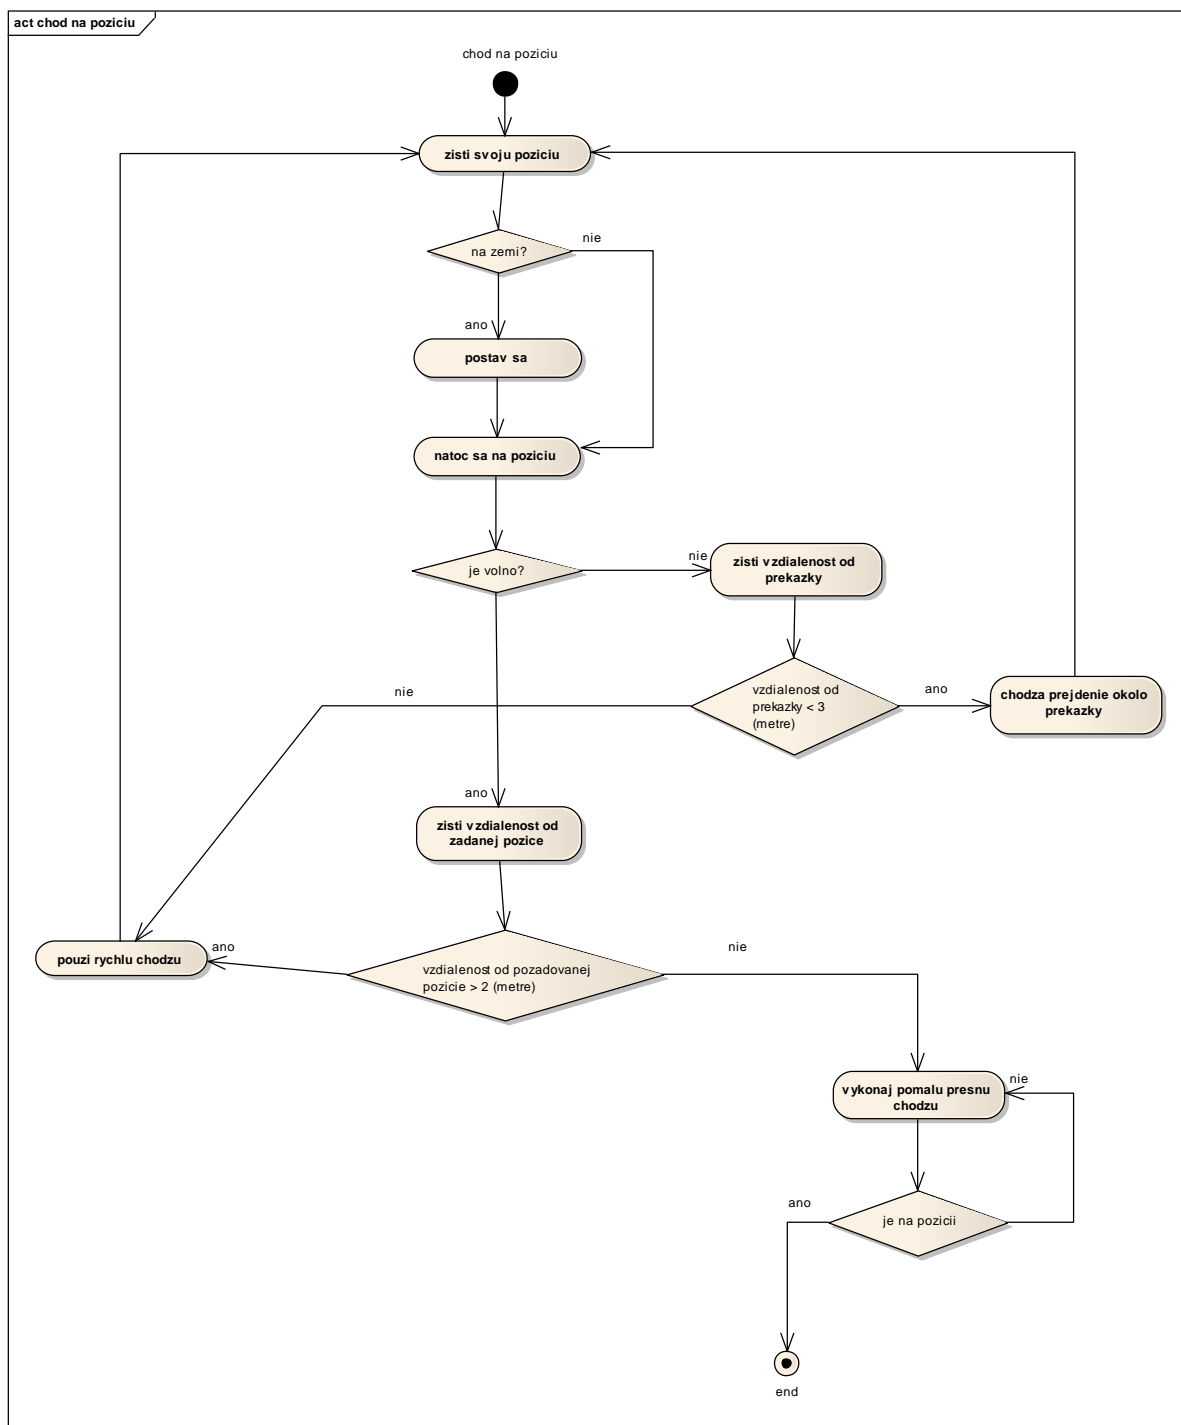 act chod na poziciu
chod na poziciu
zisti svoju poziciu
na zemi?
nie
ano
postav sa
natoc sa na poziciu
je volno?
nie
zisti vzdialenost od
prekazky
nie
vzdialenost od
prekazky < 3
(metre)
ano
chodza prejdenie okolo
prekazky
ano
zisti vzdialenost od
zadanej pozice
pouzi rychlu chodzu
ano
vzdialenost od pozadovanej
pozicie > 2 (metre)
nie
vykonaj pomalu presnu
chodzu
nie
ano
je na pozicii
end